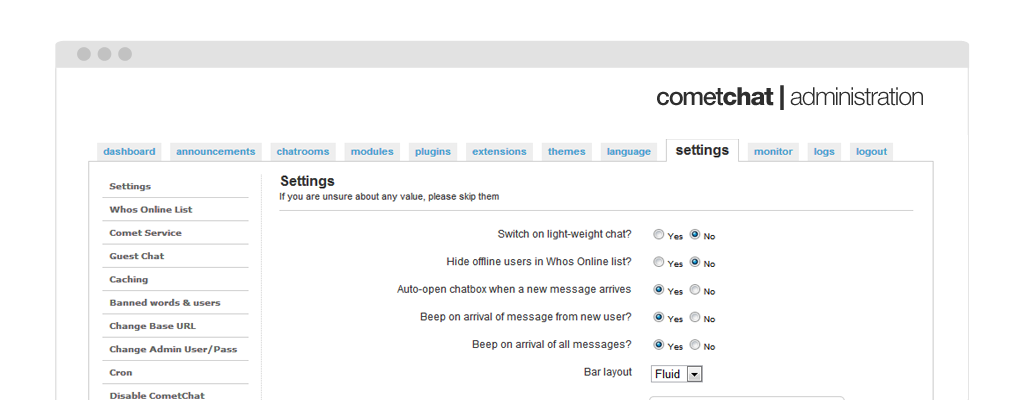 cometchat | administration
dashboard announcements chatrooms modules plugins extensions themes language settings monitor logs logout
Settings
Whos Online List
Comet Service
Guest Chat
Caching
Banned words & users
Change Base URL
Change Admin User/Pass
Cron
Disable CometChat
Settings
If you are unsure about any value, please skip them
Switch on light-weight chat? Yes No
Hide offline users in Whos Online list? Yes No
Auto-open chatbox when a new message arrives Yes No
Beep on arrival of message from new user? Yes No
Beep on arrival of all messages? Yes No
Bar layout Fluid